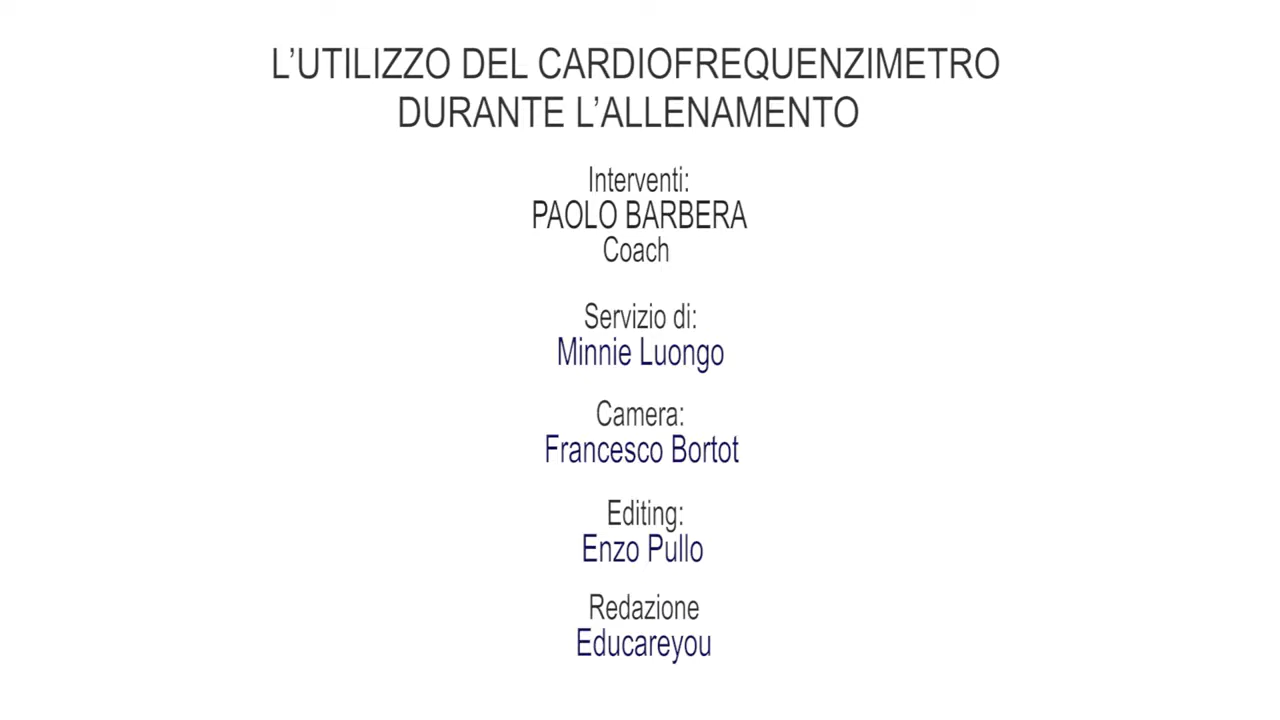 L’UTILIZZO DEL CARDIOFREQUENZIMETRO
DURANTE L’ALLENAMENTO
Interventi:
PAOLO BARBERA
Coach
Servizio di:
Minnie Luongo
Camera:
Francesco Bortot
Editing:
Enzo Pullo
Redazione
Educareyou